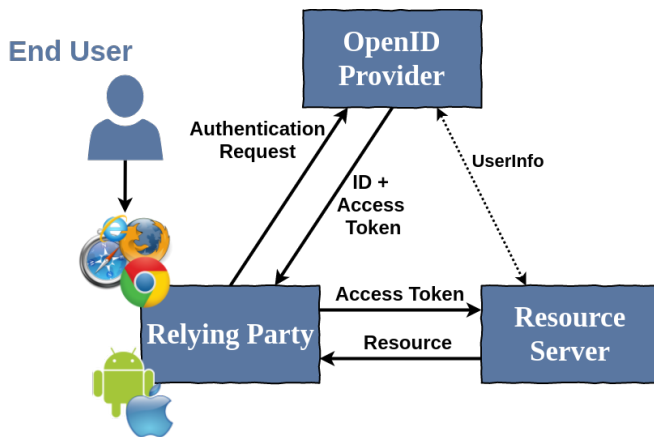 End User
OpenID
Provider
Authentication
Request
ID +
Access
Token
UserInfo
Relying Party
Access Token
Resource
Resource
Server